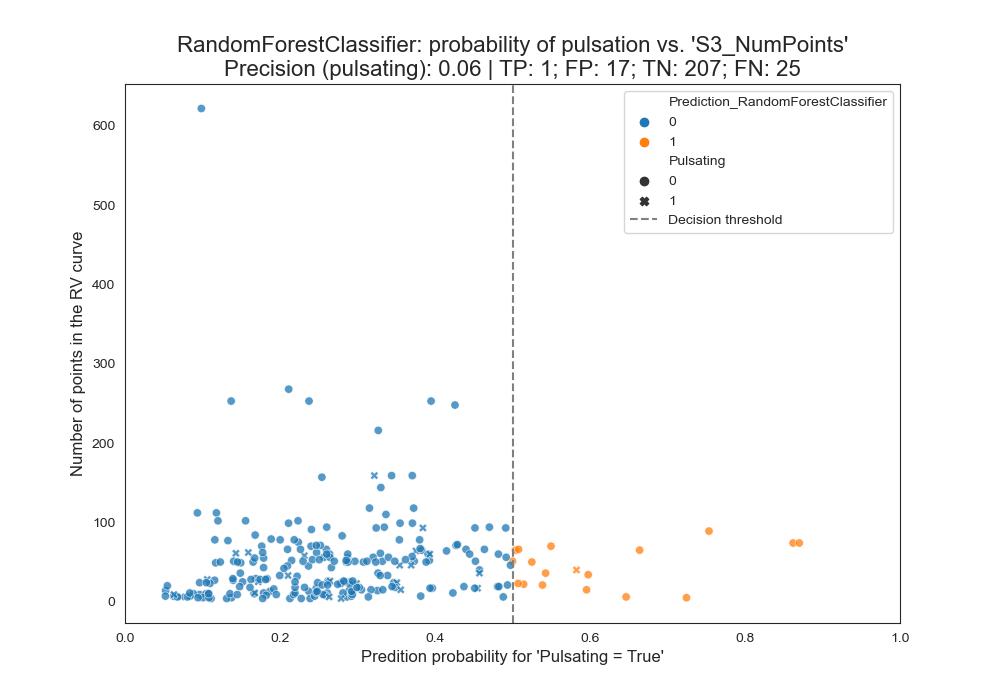 RandomForestClassifier: probability of pulsation vs. 'S3_NumPoints'
Precision (pulsating): 0.06 | TP: 1; FP: 17; TN: 207; FN: 25
Prediction_RandomForestClassifier
0
1
Pulsating
0
1
Decision threshold
Number of points in the RV curve
600
500
400
300
200
100
0
0.0 0.2 0.4 0.6 0.8 1.0
Predition probability for 'Pulsating = True'